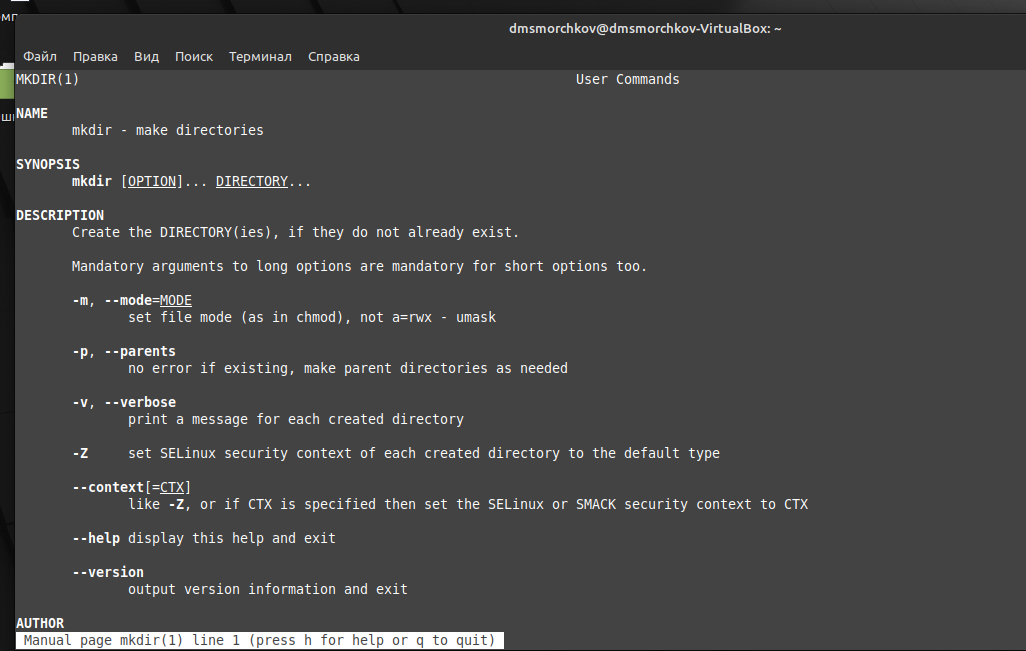 dmsmorchkov@dmsmorchkov-VirtualBox: ~
Файл Правка Вид Поиск Терминал Справка
MKDIR(1) User Commands
NAME
mkdir - make directories
SYNOPSIS
mkdir [OPTION]... DIRECTORY...
DESCRIPTION
Create the DIRECTORY(ies), if they do not already exist.
Mandatory arguments to long options are mandatory for short options too.
-m, --mode=MODE
set file mode (as in chmod), not a=rwx - umask
-p, --parents
no error if existing, make parent directories as needed
-v, --verbose
print a message for each created directory
-Z set SELinux security context of each created directory to the default type
--context[=CTX]
like -Z, or if CTX is specified then set the SELinux or SMACK security context to CTX
--help display this help and exit
--version
output version information and exit
AUTHOR
Manual page mkdir(1) line 1 (press h for help or q to quit)